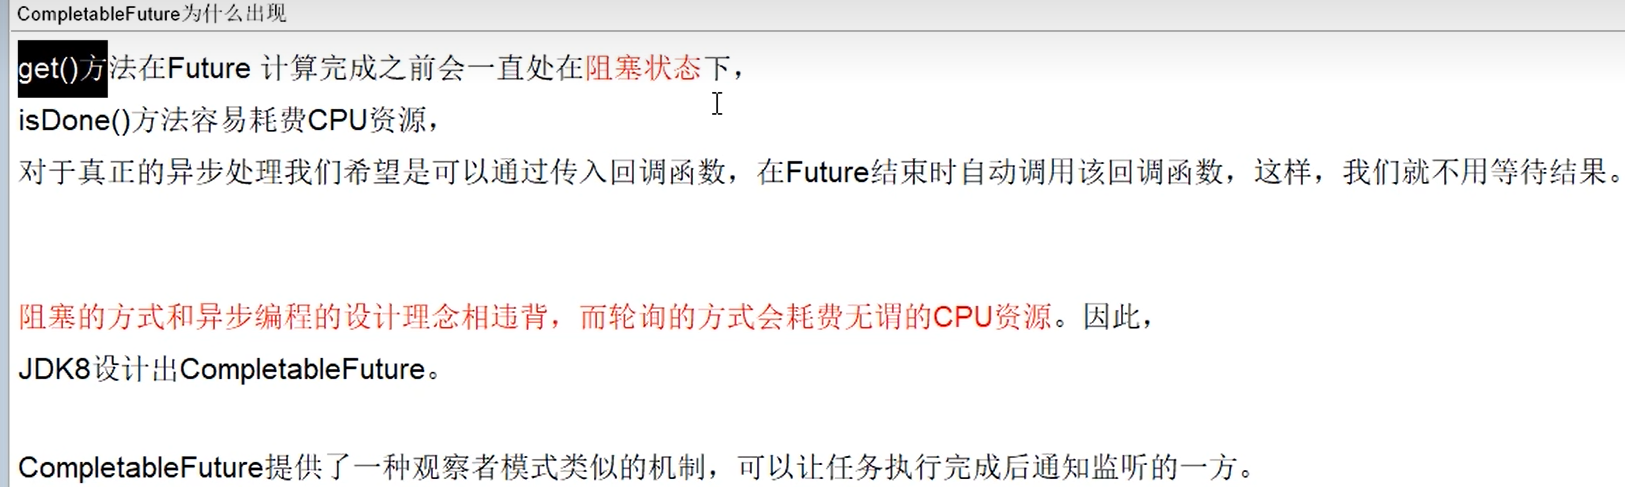 CompletableFuture为什么出现
get()方法在Future 计算完成之前会一直处在阻塞状态下，
isDone()方法容易耗费CPU资源，
对于真正的异步处理我们希望是可以通过传入回调函数，在Future结束时自动调用该回调函数，这样，我们就不用等待结果。
阻塞的方式和异步编程的设计理念相违背，而轮询的方式会耗费无谓的CPU资源。因此，
JDK8设计出CompletableFuture。
CompletableFuture提供了一种观察者模式类似的机制，可以让任务执行完成后通知监听的一方。